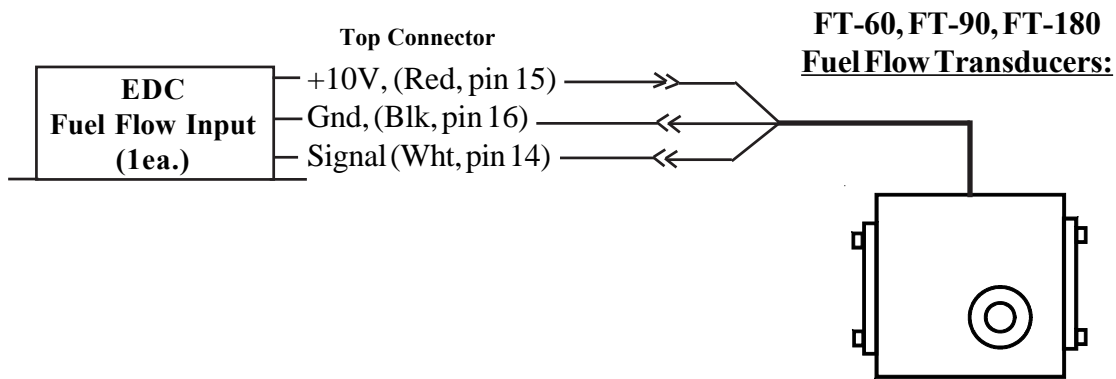 FT-60, FT-90, FT-180
Fuel Flow Transducers:
Top Connector
EDC
Fuel Flow Input
(1ea.)
+10V, (Red, pin 15)
Gnd, (Blk, pin 16)
Signal (Wht, pin 14)